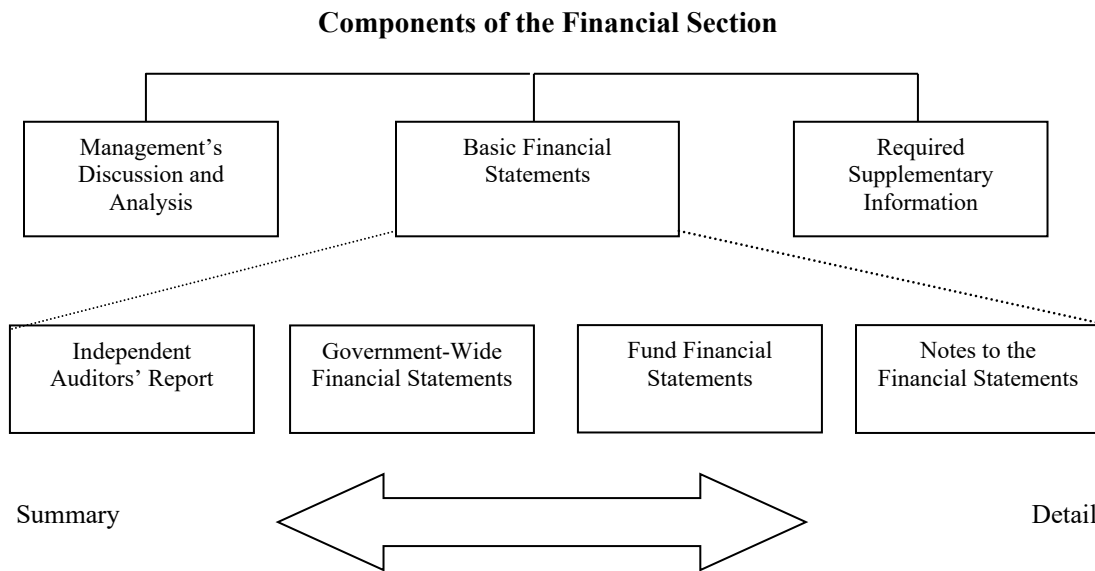 Components of the Financial Section
Management’s
Discussion and
Analysis
Basic Financial
Statements
Required
Supplementary
Information
Independent
Auditors’ Report
Government-Wide
Financial Statements
Fund Financial
Statements
Notes to the
Financial Statements
Summary
Detail